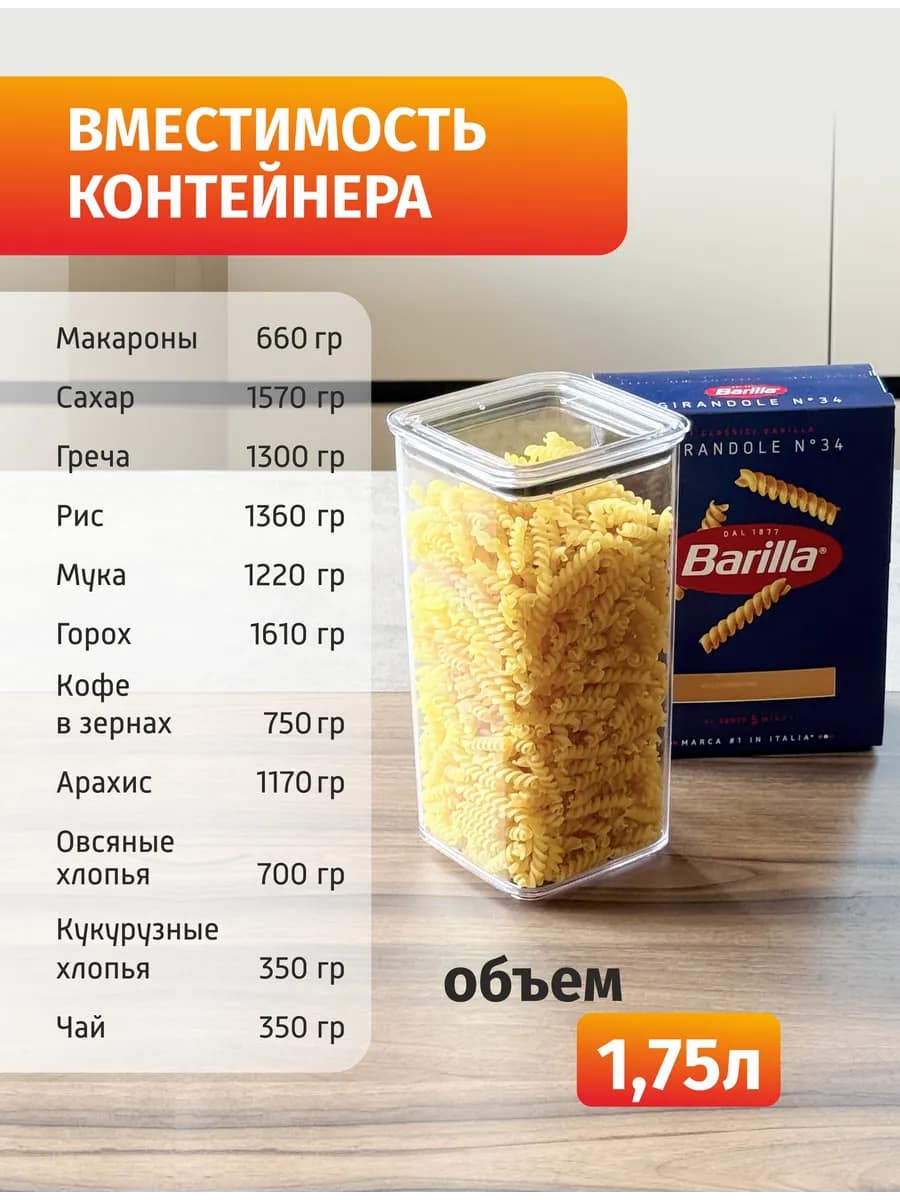 ВМЕСТИМОСТЬ
КОНТЕЙНЕРА
Макароны 660 гр
Сахар 1570 гр
Греча 1300 гр
Рис 1360 гр
Мука 1220 гр
Горох 1610 гр
Кофе
в зернах 750 гр
Арахис 1170 гр
Овсяные
хлопья 700 гр
Кукурузные
хлопья 350 гр
Чай 350 гр
Barilla
GIRANDOLE N°34
CLASSICI BARILLA
RANDOLE N°34
DAL 1877
Barilla®
MARCA #1 IN ITALIA*
объем
1,75л